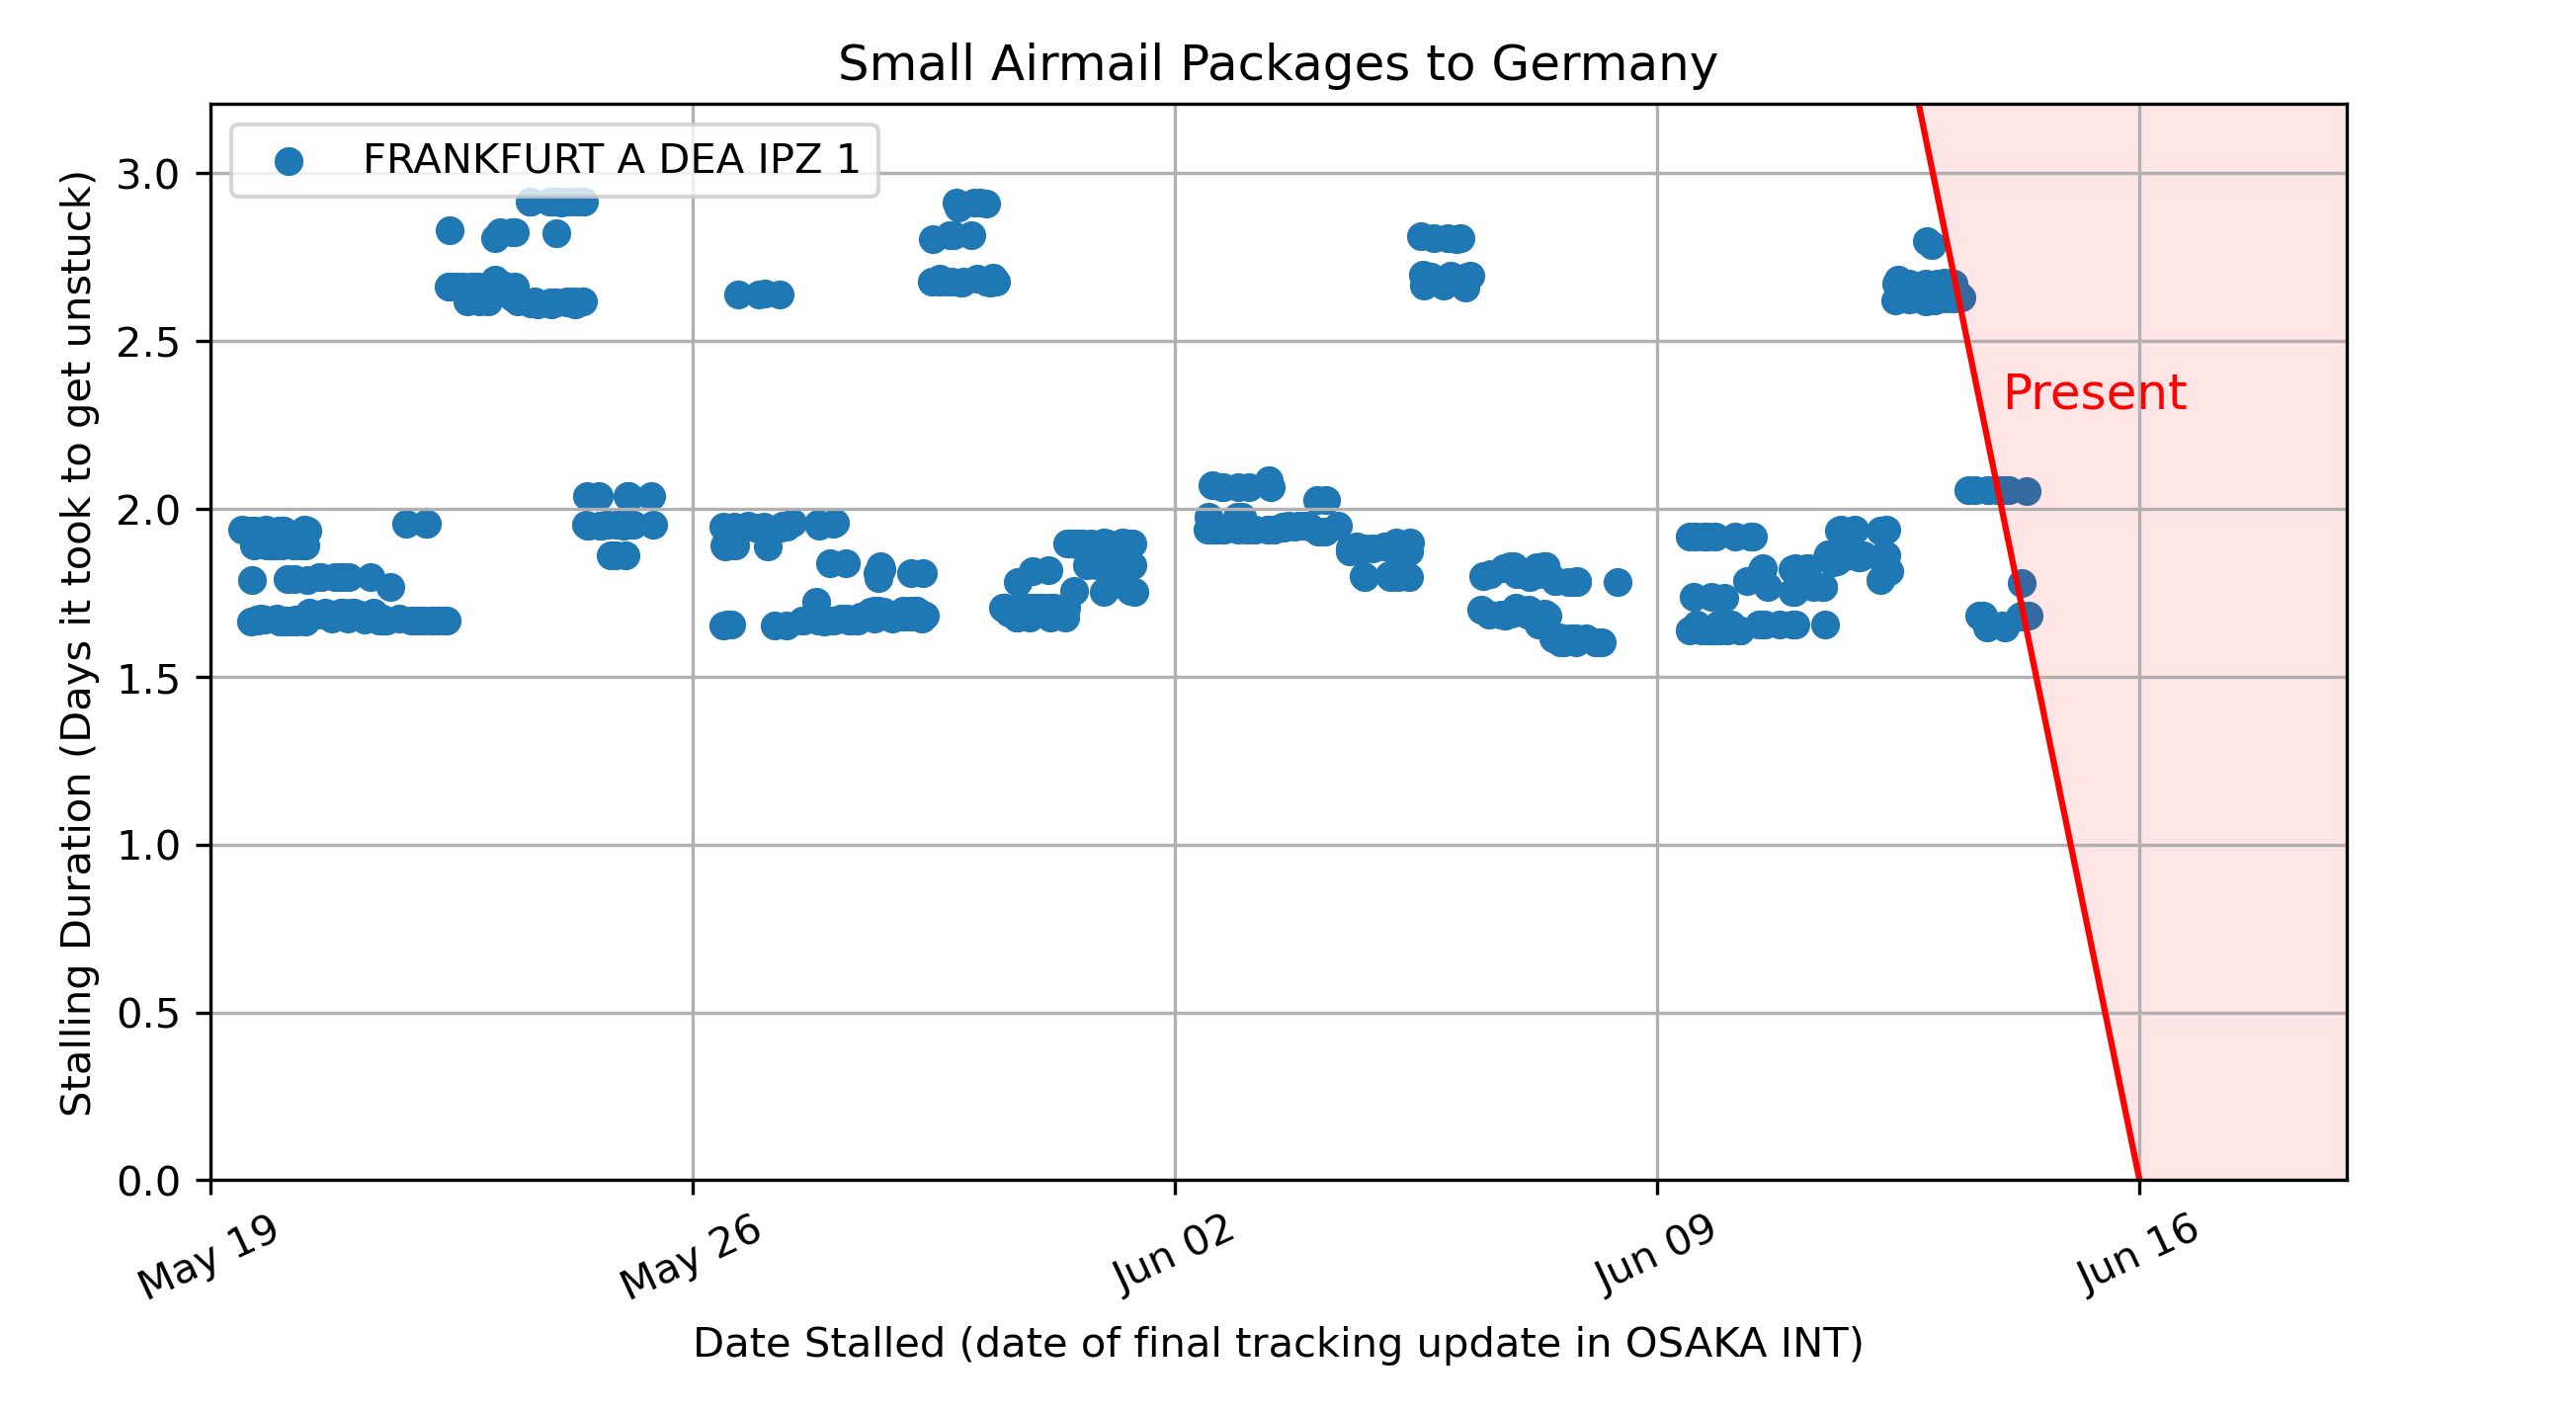 Small Airmail Packages to Germany
FRANKFURT A DEA IPZ 1
Stalling Duration (Days it took to get unstuck)
3.0
2.5
2.0
1.5
1.0
0.5
0.0
Present
May 19
May 26
Jun 02
Jun 09
Jun 16
Date Stalled (date of final tracking update in OSAKA INT)